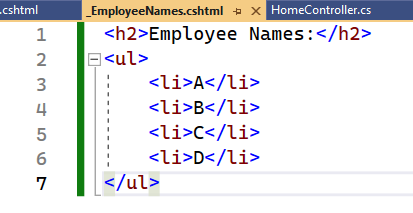 .cshtml _EmployeeNames.cshtml HomeController.cs
1 <h2>Employee Names:</h2>
2 <ul>
3 <li>A</li>
4 <li>B</li>
5 <li>C</li>
6 <li>D</li>
7 </ul>